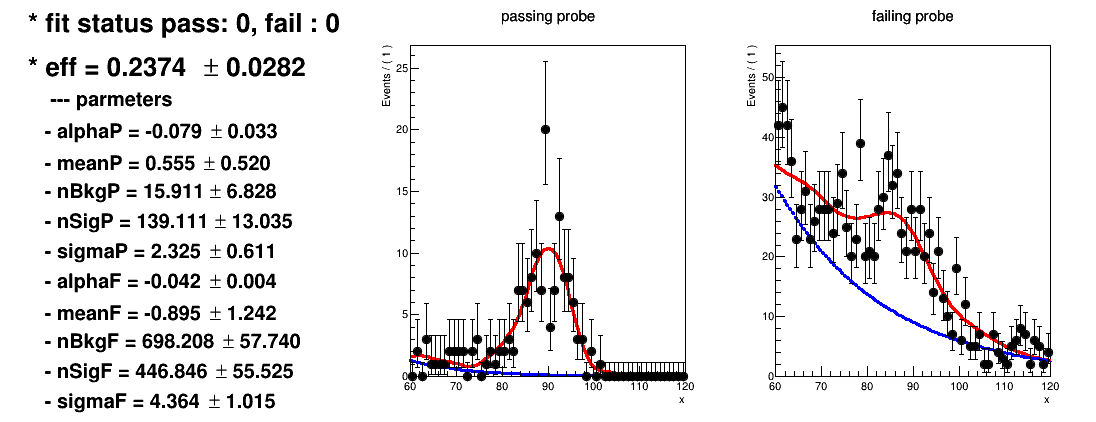 * fit status pass: 0, fail : 0
* eff = 0.2374 ± 0.0282
--- parmeters
- alphaP = -0.079 ± 0.033
- meanP = 0.555 ± 0.520
- nBkgP = 15.911 ± 6.828
- nSigP = 139.111 ± 13.035
- sigmaP = 2.325 ± 0.611
- alphaF = -0.042 ± 0.004
- meanF = -0.895 ± 1.242
- nBkgF = 698.208 ± 57.740
- nSigF = 446.846 ± 55.525
- sigmaF = 4.364 ± 1.015
passing probe
Events / ( 1 )
25
20
15
10
5
0
60 70 80 90 100 110 120
x
failing probe
Events / ( 1 )
50
40
30
20
10
0
60 70 80 90 100 110 120
x